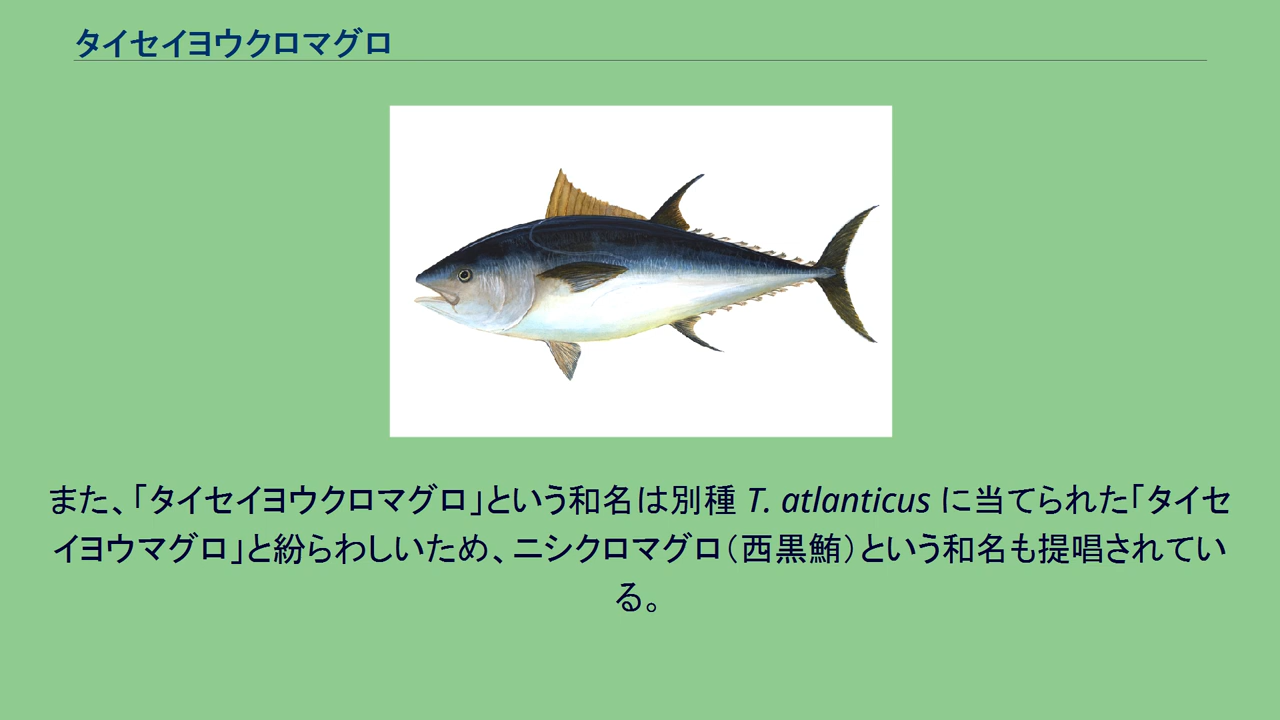 タイセイヨウクロマグロ
また、「タイセイヨウクロマグロ」という和名は別種 T. atlanticus に当てられた「タイセ
イヨウマグロ」と紛らわしいため、ニシクロマグロ（西黒鮪）という和名も提唱されてい
る。